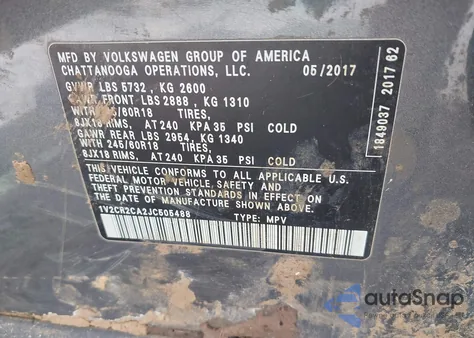 MFD BY VOLKSWAGEN GROUP OF AMERICA
CHATTANOOGA OPERATIONS, LLC. 05/2017
GVWR LBS 5732 , KG 2600
GAWR FRONT LBS 2888 , KG 1310
WITH /60R18 TIRES,
8JX18 RIMS, AT 240 KPA 35 PSI COLD
GAWR REAR LBS 2954, KG 1340
WITH 245/60R18 TIRES,
8JX18 RIMS, AT 240 KPA 35 PSI COLD
THIS VEHICLE CONFORMS TO ALL APPLICABLE U.S.
FEDERAL MOTOR VEHICLE, SAFETY AND
THEFT PREVENTION STANDARDS IN EFFECT ON
THE DATE OF MANUFACTURE SHOWN ABOVE.
1V2CR2CA2JC505488 TYPE: MPV
1849037 2017 62
autoSnap